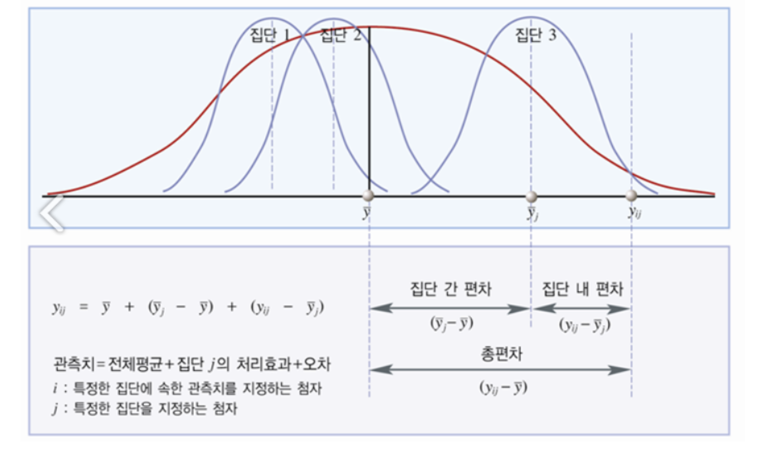 집단 1 집단 2 집단 3
ȳ ȳⱼ yᵢⱼ
집단 간 편차 집단 내 편차
yᵢⱼ = ȳ + (ȳⱼ − ȳ) + (yᵢⱼ − ȳⱼ)
(ȳⱼ−ȳ) (yᵢⱼ−ȳⱼ)
총편차
관측치=전체평균+집단 j의 처리효과+오차
i : 특정한 집단에 속한 관측치를 지정하는 첨자
(yᵢⱼ−ȳ)
j : 특정한 집단을 지정하는 첨자